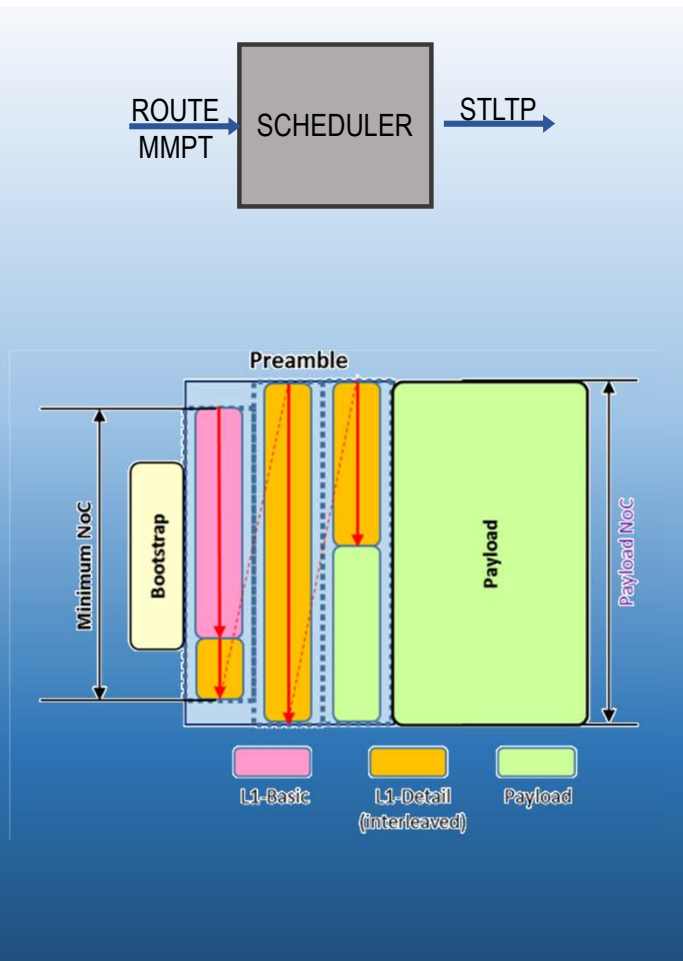 ROUTE
MMPT
SCHEDULER
STLTP
Preamble
Minimum NoC
Bootstrap
Payload
Payload NoC
L1-Basic
L1-Detail
(interleaved)
Payload